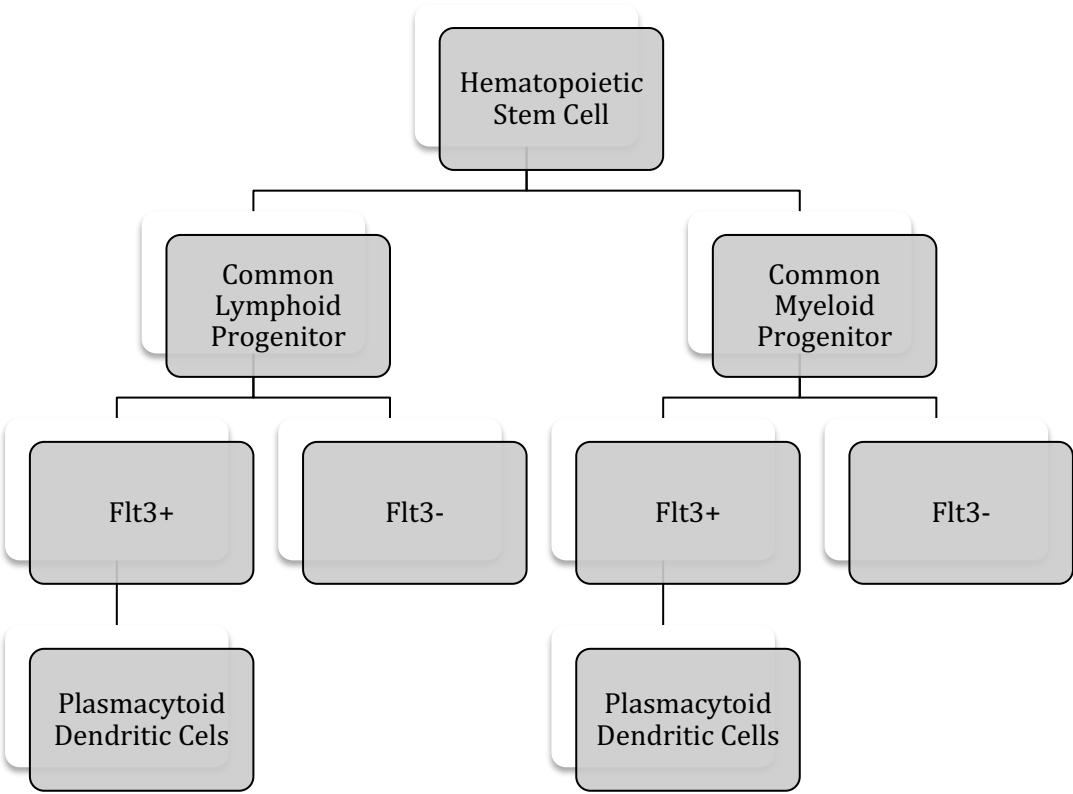 Hematopoietic
Stem Cell
Common
Lymphoid
Progenitor
Common
Myeloid
Progenitor
Flt3+
Flt3-
Flt3+
Flt3-
Plasmacytoid
Dendritic Cels
Plasmacytoid
Dendritic Cells